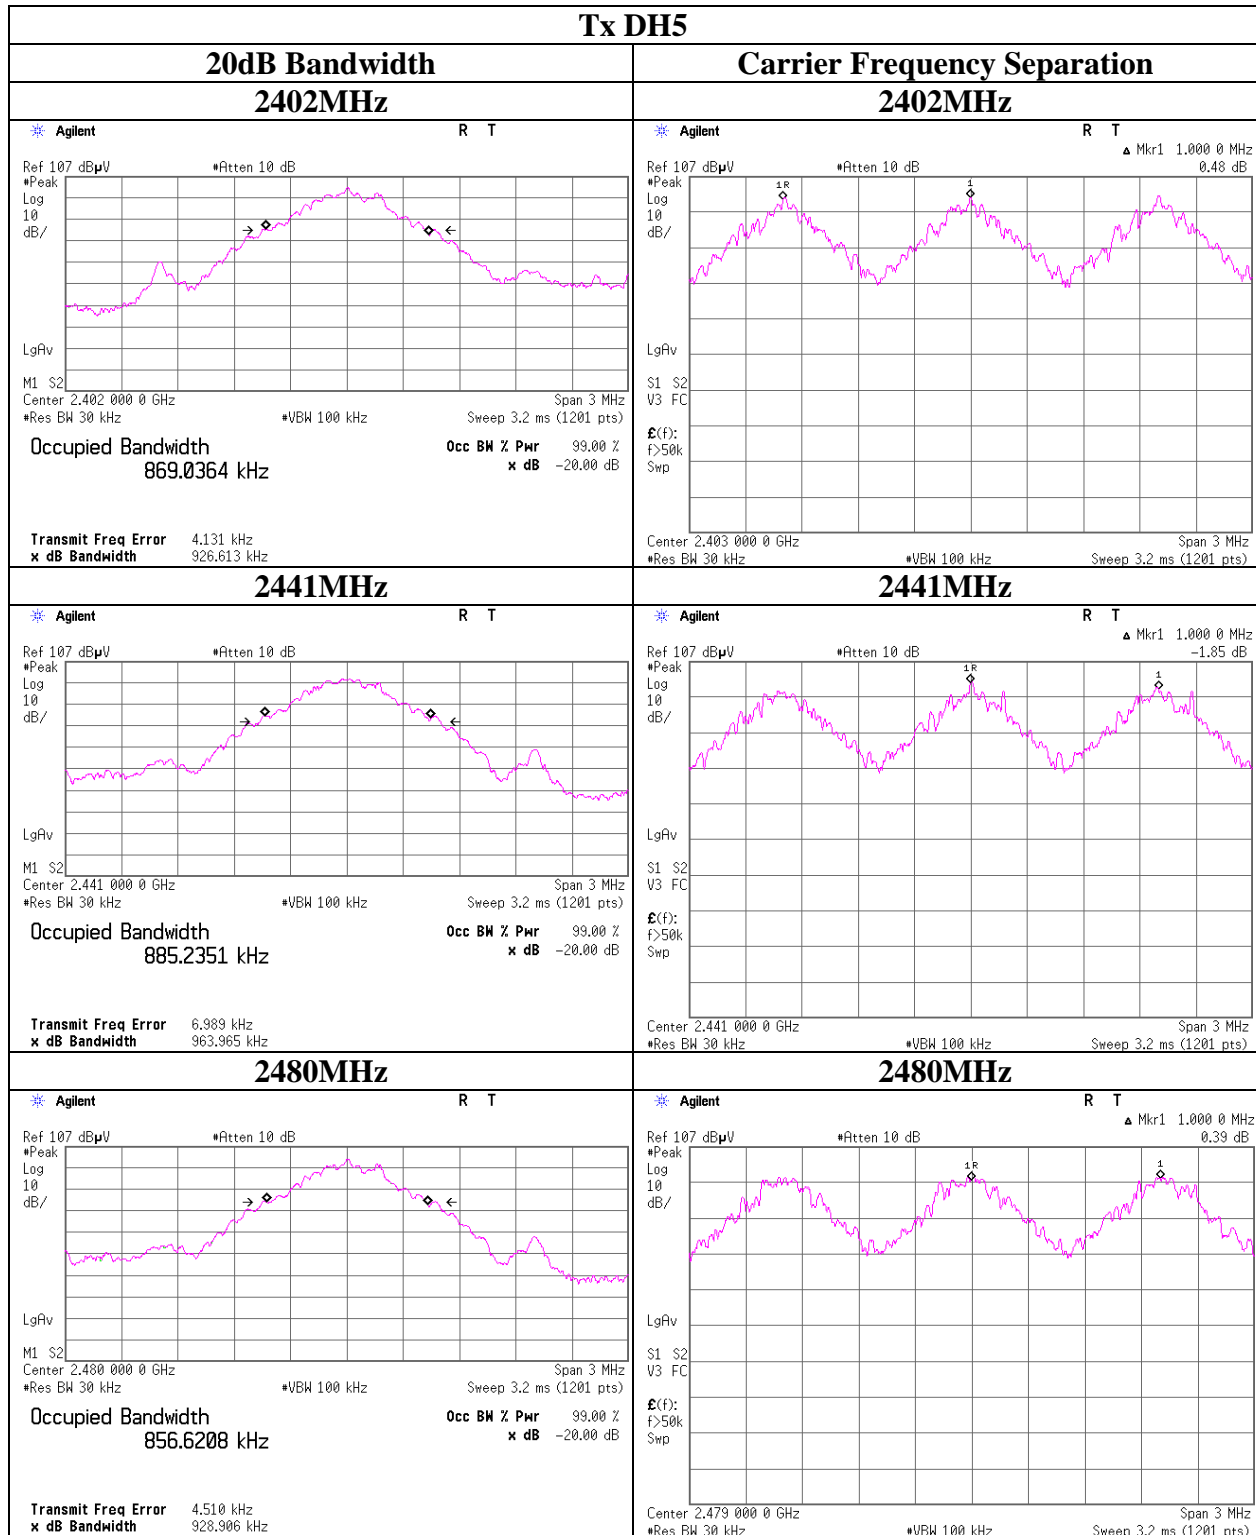 Tx DH5
20dB Bandwidth
Carrier Frequency Separation
2402MHz
2402MHz
Agilent
R T
Ref 107 dBµV
#Atten 10 dB
#Peak
Log
10
dB/
LgAv
M1 S2
Center 2.402 000 0 GHz
Span 3 MHz
#Res BW 30 kHz
#VBW 100 kHz
Sweep 3.2 ms (1201 pts)
Occupied Bandwidth
869.0364 kHz
Occ BW % Pwr 99.00 %
x dB -20.00 dB
Transmit Freq Error 4.131 kHz
x dB Bandwidth 926.613 kHz
Agilent
R T
Δ Mkr1 1.000 0 MHz
Ref 107 dBµV
#Atten 10 dB
0.48 dB
#Peak
Log
10
dB/
1R
1
LgAv
S1 S2
V3 FC
£(f):
f>50k
Swp
Center 2.403 000 0 GHz
Span 3 MHz
#Res BW 30 kHz
#VBW 100 kHz
Sweep 3.2 ms (1201 pts)
2441MHz
2441MHz
Agilent
R T
Ref 107 dBµV
#Atten 10 dB
#Peak
Log
10
dB/
LgAv
M1 S2
Center 2.441 000 0 GHz
Span 3 MHz
#Res BW 30 kHz
#VBW 100 kHz
Sweep 3.2 ms (1201 pts)
Occupied Bandwidth
885.2351 kHz
Occ BW % Pwr 99.00 %
x dB -20.00 dB
Transmit Freq Error 6.989 kHz
x dB Bandwidth 963.965 kHz
Agilent
R T
Δ Mkr1 1.000 0 MHz
Ref 107 dBµV
#Atten 10 dB
-1.85 dB
#Peak
Log
10
dB/
1R
1
LgAv
S1 S2
V3 FC
£(f):
f>50k
Swp
Center 2.441 000 0 GHz
Span 3 MHz
#Res BW 30 kHz
#VBW 100 kHz
Sweep 3.2 ms (1201 pts)
2480MHz
2480MHz
Agilent
R T
Ref 107 dBµV
#Atten 10 dB
#Peak
Log
10
dB/
LgAv
M1 S2
Center 2.480 000 0 GHz
Span 3 MHz
#Res BW 30 kHz
#VBW 100 kHz
Sweep 3.2 ms (1201 pts)
Occupied Bandwidth
856.6208 kHz
Occ BW % Pwr 99.00 %
x dB -20.00 dB
Transmit Freq Error 4.510 kHz
x dB Bandwidth 928.906 kHz
Agilent
R T
Δ Mkr1 1.000 0 MHz
Ref 107 dBµV
#Atten 10 dB
0.39 dB
#Peak
Log
10
dB/
1R
1
LgAv
S1 S2
V3 FC
£(f):
f>50k
Swp
Center 2.479 000 0 GHz
Span 3 MHz
#Res BW 30 kHz
#VBW 100 kHz
Sweep 3.2 ms (1201 pts)